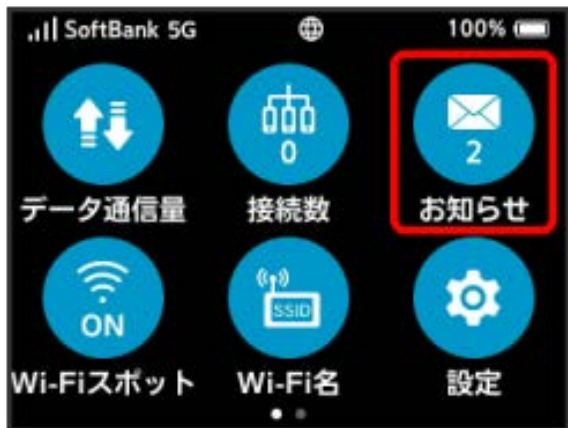 SoftBank 5G 100%
0 2
データ通信量 接続数 お知らせ
ON SSID
Wi-Fiスポット Wi-Fi名 設定